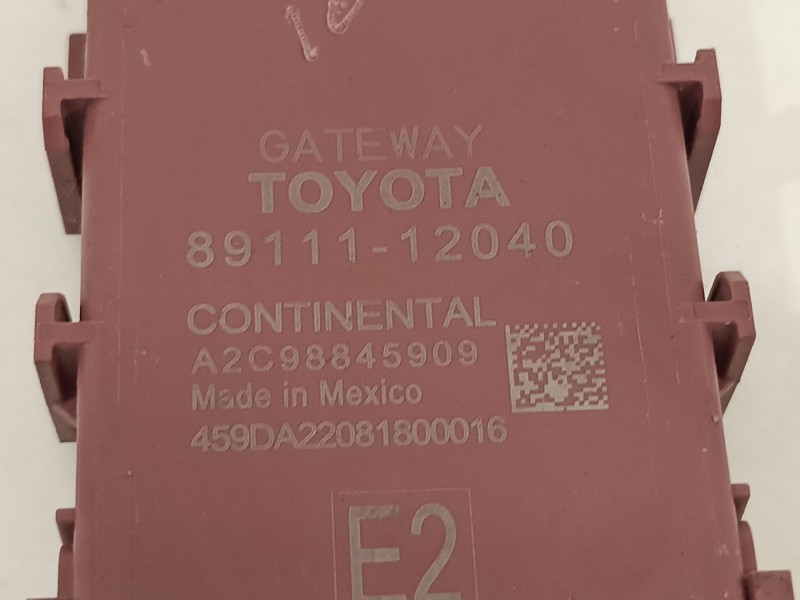 GATEWAY
TOYOTA
89111-12040
CONTINENTAL
A2C98845909
Made in Mexico
459DA22081800016
E2